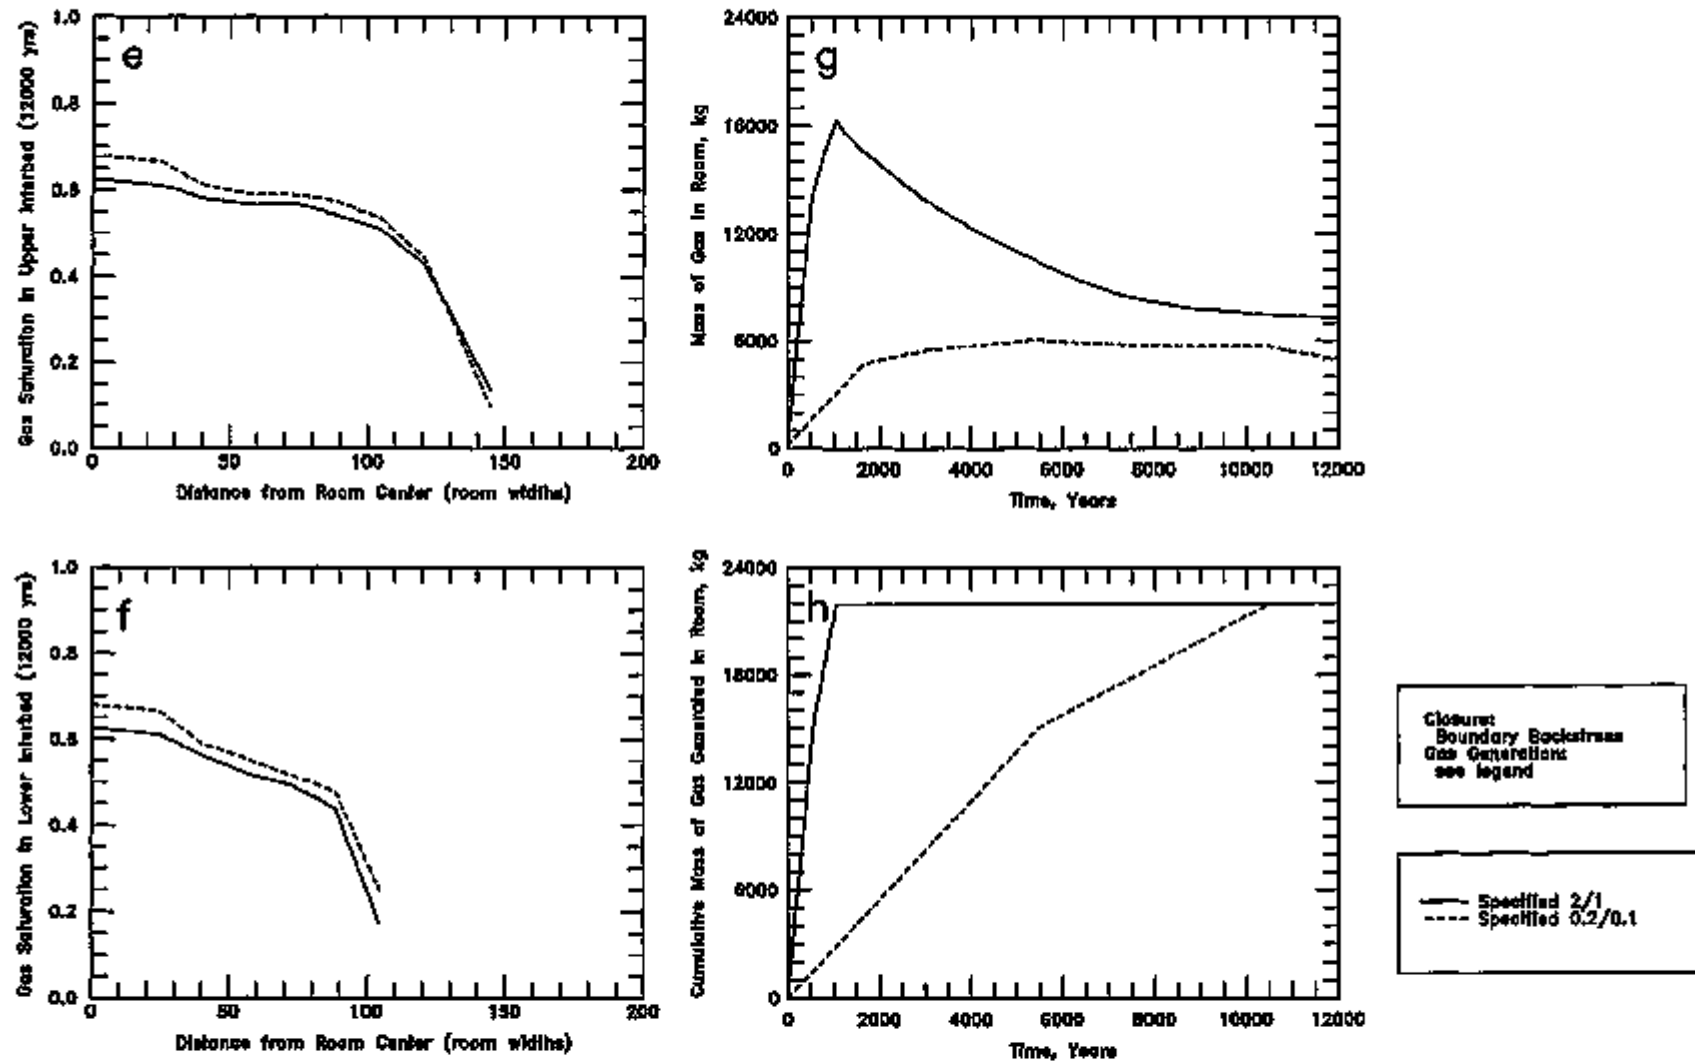 e
Gas Saturation in Upper Interbed (12000 yrs)
1.0
0.8
0.6
0.4
0.2
0.0
0
50
100
150
200
Distance from Room Center (room widths)
g
Mass of Gas in Room, kg
24000
16000
12000
6000
0
0
2000
4000
6000
8000
10000
12000
Time, Years
f
Gas Saturation in Lower Interbed (12000 yrs)
1.0
0.8
0.6
0.4
0.2
0.0
0
50
100
150
200
Distance from Room Center (room widths)
h
Cumulative Mass of Gas Generated in Room, kg
24000
18000
12000
6000
0
0
2000
4000
6000
8000
10000
12000
Time, Years
Closure:
Boundary Backstress
Gas Generation:
see legend
Specified 2/1
Specified 0.2/0.1